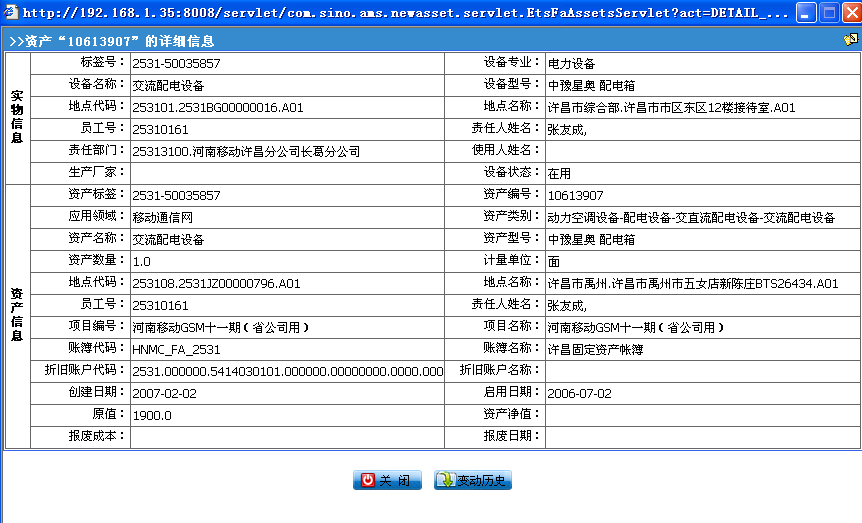 http://192.168.1.35:8008/servlet/com.sino.ams.newasset.servlet.EtsFaAssetsServlet?act=DETAIL_...
>>资产“10613907”的详细信息
实物信息
标签号： 2531-50035857 设备专业： 电力设备
设备名称： 交流配电设备 设备型号： 中豫星奥 配电箱
地点代码： 253101.2531BG00000016.A01 地点名称： 许昌市综合部.许昌市市区东区12楼接待室.A01
员工号： 25310161 责任人姓名： 张友成,
责任部门： 25313100.河南移动许昌分公司长葛分公司 使用人姓名：
生产厂家： 设备状态： 在用
资产信息
资产标签： 2531-50035857 资产编号： 10613907
应用领域： 移动通信网 资产类别： 动力空调设备-配电设备-交直流配电设备-交流配电设备
资产名称： 交流配电设备 资产型号： 中豫星奥 配电箱
资产数量： 1.0 计量单位： 面
地点代码： 253108.2531JZ00000796.A01 地点名称： 许昌市禹州.许昌市禹州市五女店新陈庄BTS26434.A01
员工号： 25310161 责任人姓名： 张友成,
项目编号： 河南移动GSM十一期（省公司用） 项目名称： 河南移动GSM十一期（省公司用）
账簿代码： HNMC_FA_2531 账簿名称： 许昌固定资产帐簿
折旧账户代码： 2531.000000.5414030101.000000.00000000.0000.000 折旧账户名称：
创建日期： 2007-02-02 启用日期： 2006-07-02
原值： 1900.0 资产净值：
报废成本： 报废日期：
关 闭 变动历史